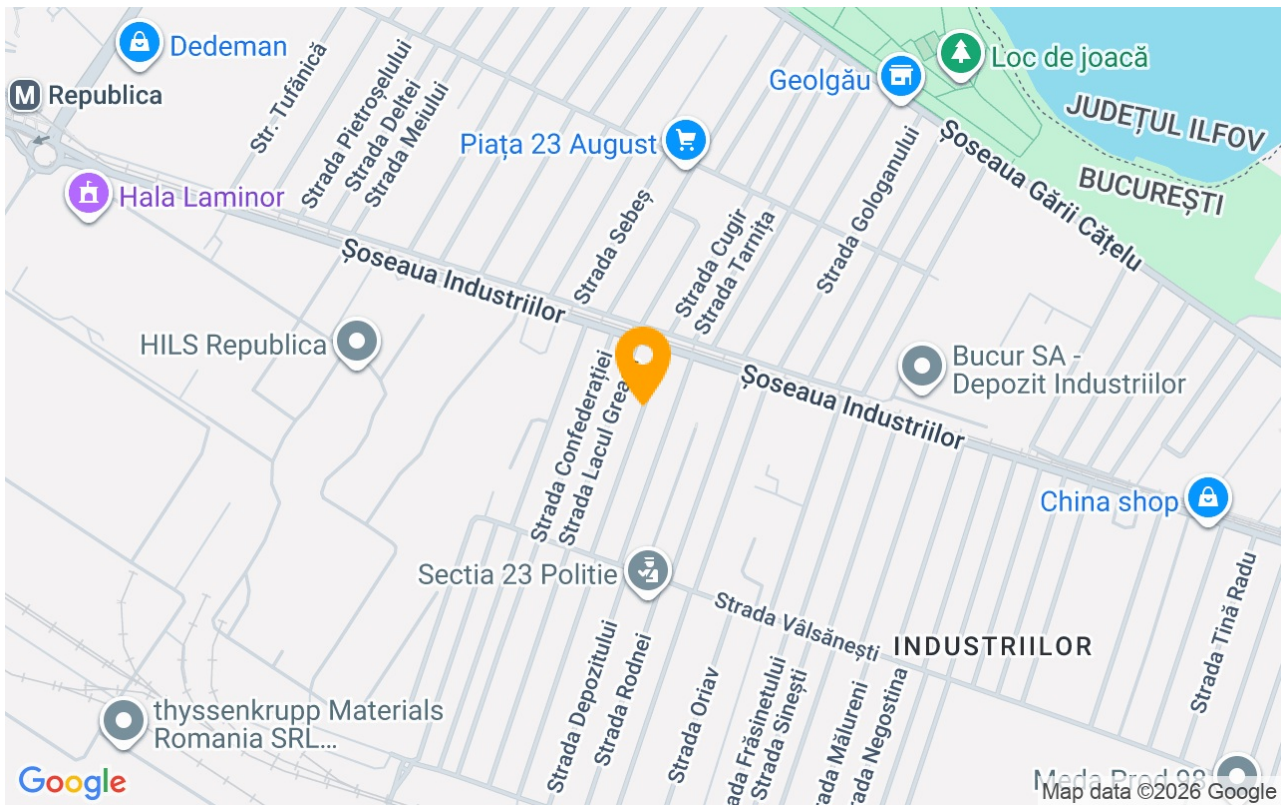 Dedeman
Republica
Str. Tufănică
Strada Pietroșelului
Strada Deltei
Strada Meiului
Hala Laminor
Piața 23 August
Geolgău
Loc de joacă
JUDEȚUL ILFOV
BUCUREȘTI
Șoseaua Gării Cățelu
Strada Gologanului
Strada Sebeș
Strada Cugir
Strada Tarnița
Șoseaua Industriilor
HILS Republica
Bucur SA -
Depozit Industriilor
Șoseaua Industriilor
Strada Confederației
Strada Lacul
China shop
Sectia 23 Politie
Strada Vâlsănești
INDUSTRIILOR
Strada Tină Radu
Strada Depozitului
Strada Rodnei
Strada Oriav
Frăsinetului
Strada Sinești
Mălureni
Negostina
thyssenkrupp Materials
Romania SRL...
Meda Prod 98
Google
Map data ©2026 Google